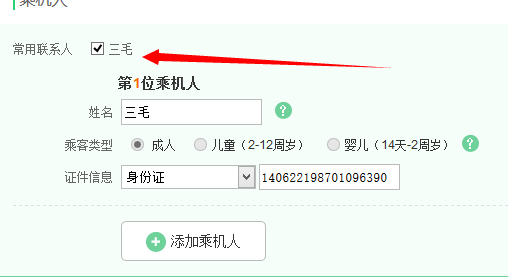 乘机人
常用联系人 三毛
第1位乘机人
姓名 三毛 ?
乘客类型 成人 儿童（2-12周岁） 婴儿（14天-2周岁） ?
证件信息 身份证 140622198701096390
+ 添加乘机人